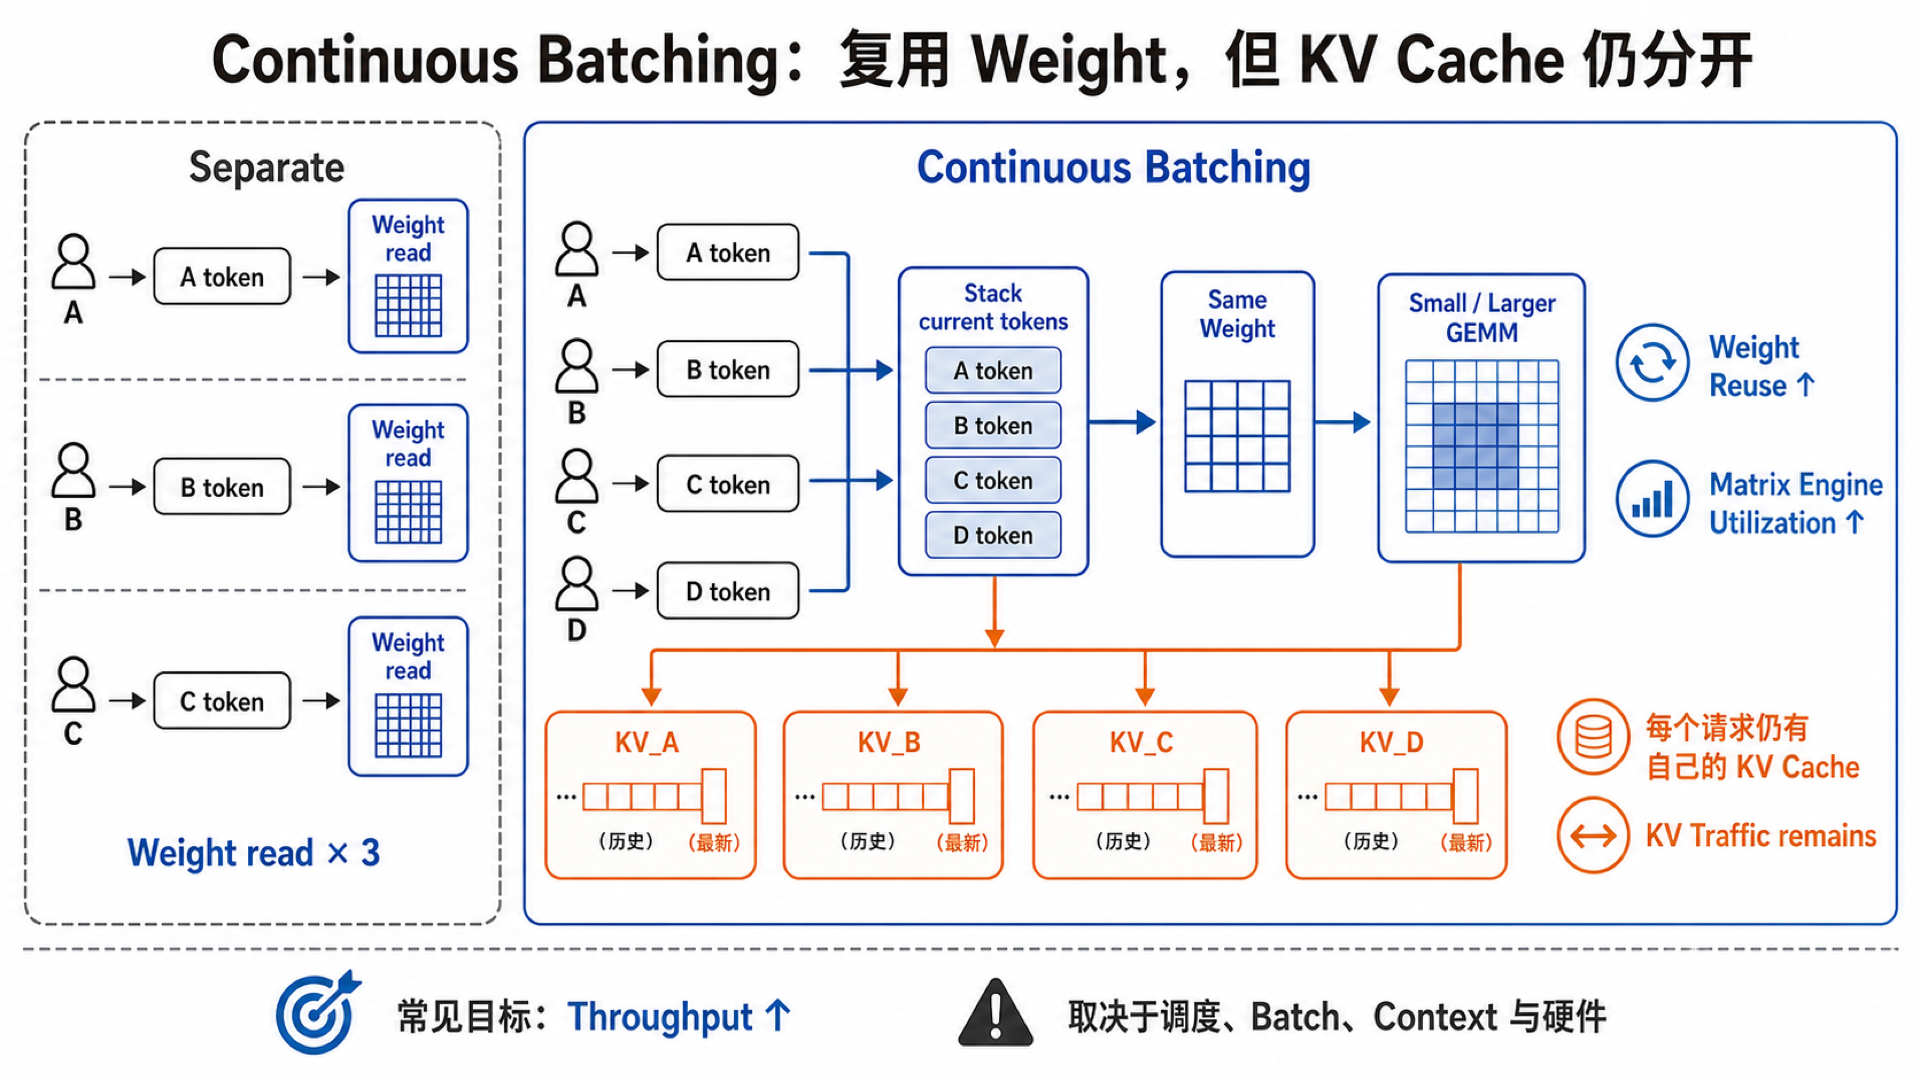 Continuous Batching：复用 Weight，但 KV Cache 仍分开
Separate
A
A token
Weight
read
B
B token
Weight
read
C
C token
Weight
read
Weight read × 3
Continuous Batching
A
A token
B
B token
C
C token
D
D token
Stack
current tokens
A token
B token
C token
D token
Same
Weight
Small / Larger
GEMM
Weight
Reuse ↑
Matrix Engine
Utilization ↑
KV_A
...
（历史）
（最新）
KV_B
...
（历史）
（最新）
KV_C
...
（历史）
（最新）
KV_D
...
（历史）
（最新）
每个请求仍有
自己的 KV Cache
KV Traffic remains
常见目标：Throughput ↑
取决于调度、Batch、Context 与硬件